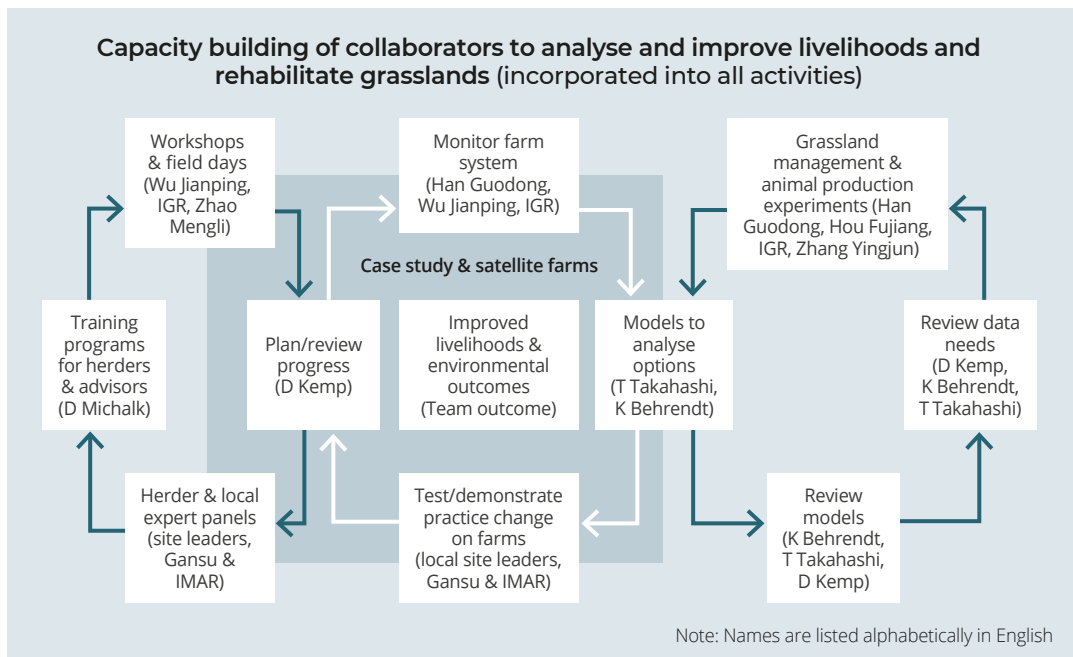 Capacity building of collaborators to analyse and improve livelihoods and
rehabilitate grasslands (incorporated into all activities)
Workshops
& field days
(Wu Jianping,
IGR, Zhao
Mengli)
Monitor farm
system
(Han Guodong,
Wu Jianping, IGR)
Grassland
management &
animal production
experiments (Han
Guodong, Hou Fujiang,
IGR, Zhang Yingjun)
Case study & satellite farms
Training
programs
for herders
& advisors
(D Michalk)
Plan/review
progress
(D Kemp)
Improved
livelihoods &
environmental
outcomes
(Team outcome)
Models to
analyse
options
(T Takahashi,
K Behrendt)
Review data
needs
(D Kemp,
K Behrendt,
T Takahashi)
Herder & local
expert panels
(site leaders,
Gansu &
IMAR)
Test/demonstrate
practice change
on farms
(local site leaders,
Gansu & IMAR)
Review
models
(K Behrendt,
T Takahashi,
D Kemp)
Note: Names are listed alphabetically in English